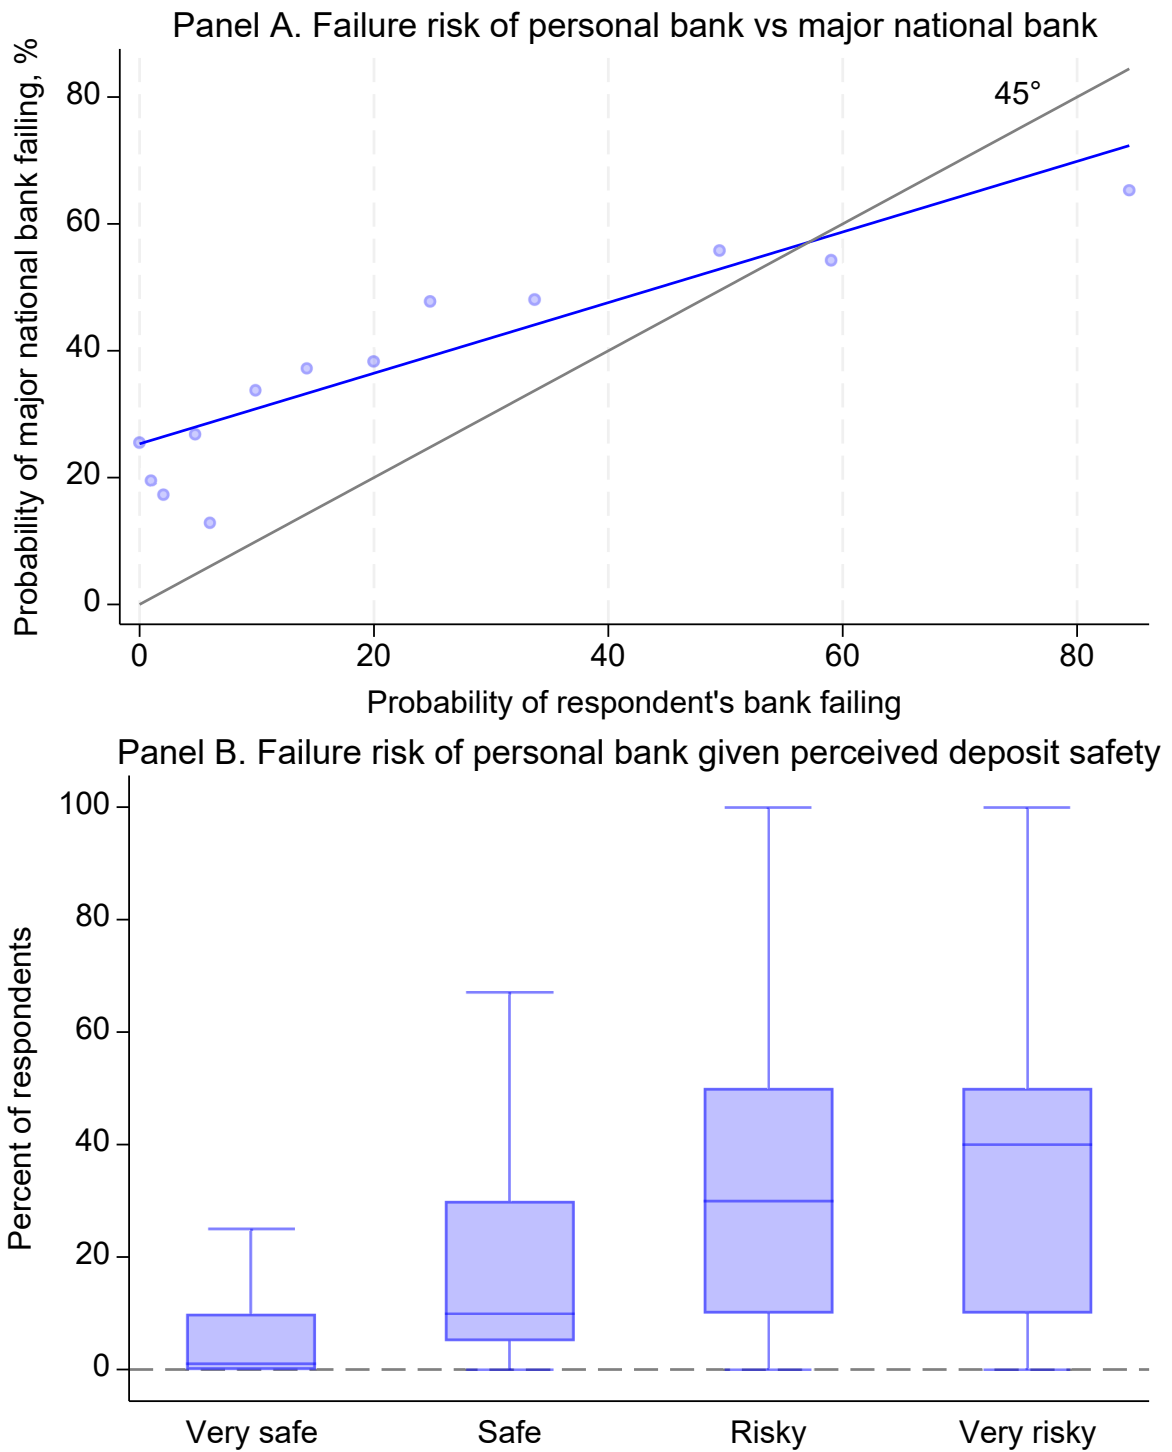 Panel A. Failure risk of personal bank vs major national bank
Probability of major national bank failing, %
80
60
40
20
0
45°
0 20 40 60 80
Probability of respondent's bank failing
Panel B. Failure risk of personal bank given perceived deposit safety
Percent of respondents
100
80
60
40
20
0
Very safe Safe Risky Very risky